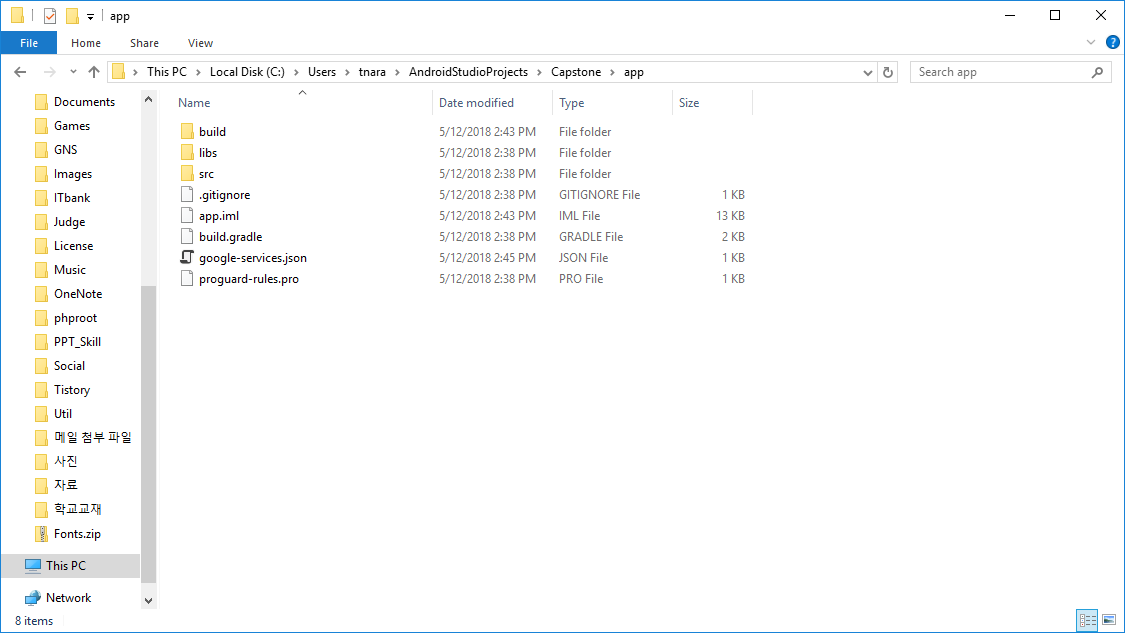 app
File Home Share View
This PC Local Disk (C:) Users tnara AndroidStudioProjects Capstone app Search app
Documents
Games
GNS
Images
ITbank
Judge
License
Music
OneNote
phproot
PPT_Skill
Social
Tistory
Util
메일 첨부 파일
사진
자료
학교교재
Fonts.zip
This PC
Network
Name Date modified Type Size
build 5/12/2018 2:43 PM File folder
libs 5/12/2018 2:38 PM File folder
src 5/12/2018 2:38 PM File folder
.gitignore 5/12/2018 2:38 PM GITIGNORE File 1 KB
app.iml 5/12/2018 2:43 PM IML File 13 KB
build.gradle 5/12/2018 2:38 PM GRADLE File 2 KB
google-services.json 5/12/2018 2:45 PM JSON File 1 KB
proguard-rules.pro 5/12/2018 2:38 PM PRO File 1 KB
8 items